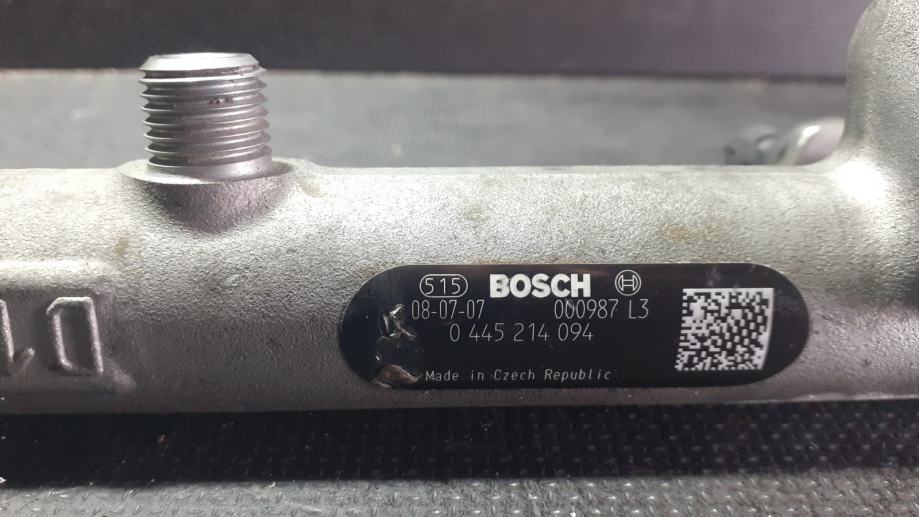 515 BOSCH
08-07-07 000987 L3
0 445 214 094
Made in Czech Republic